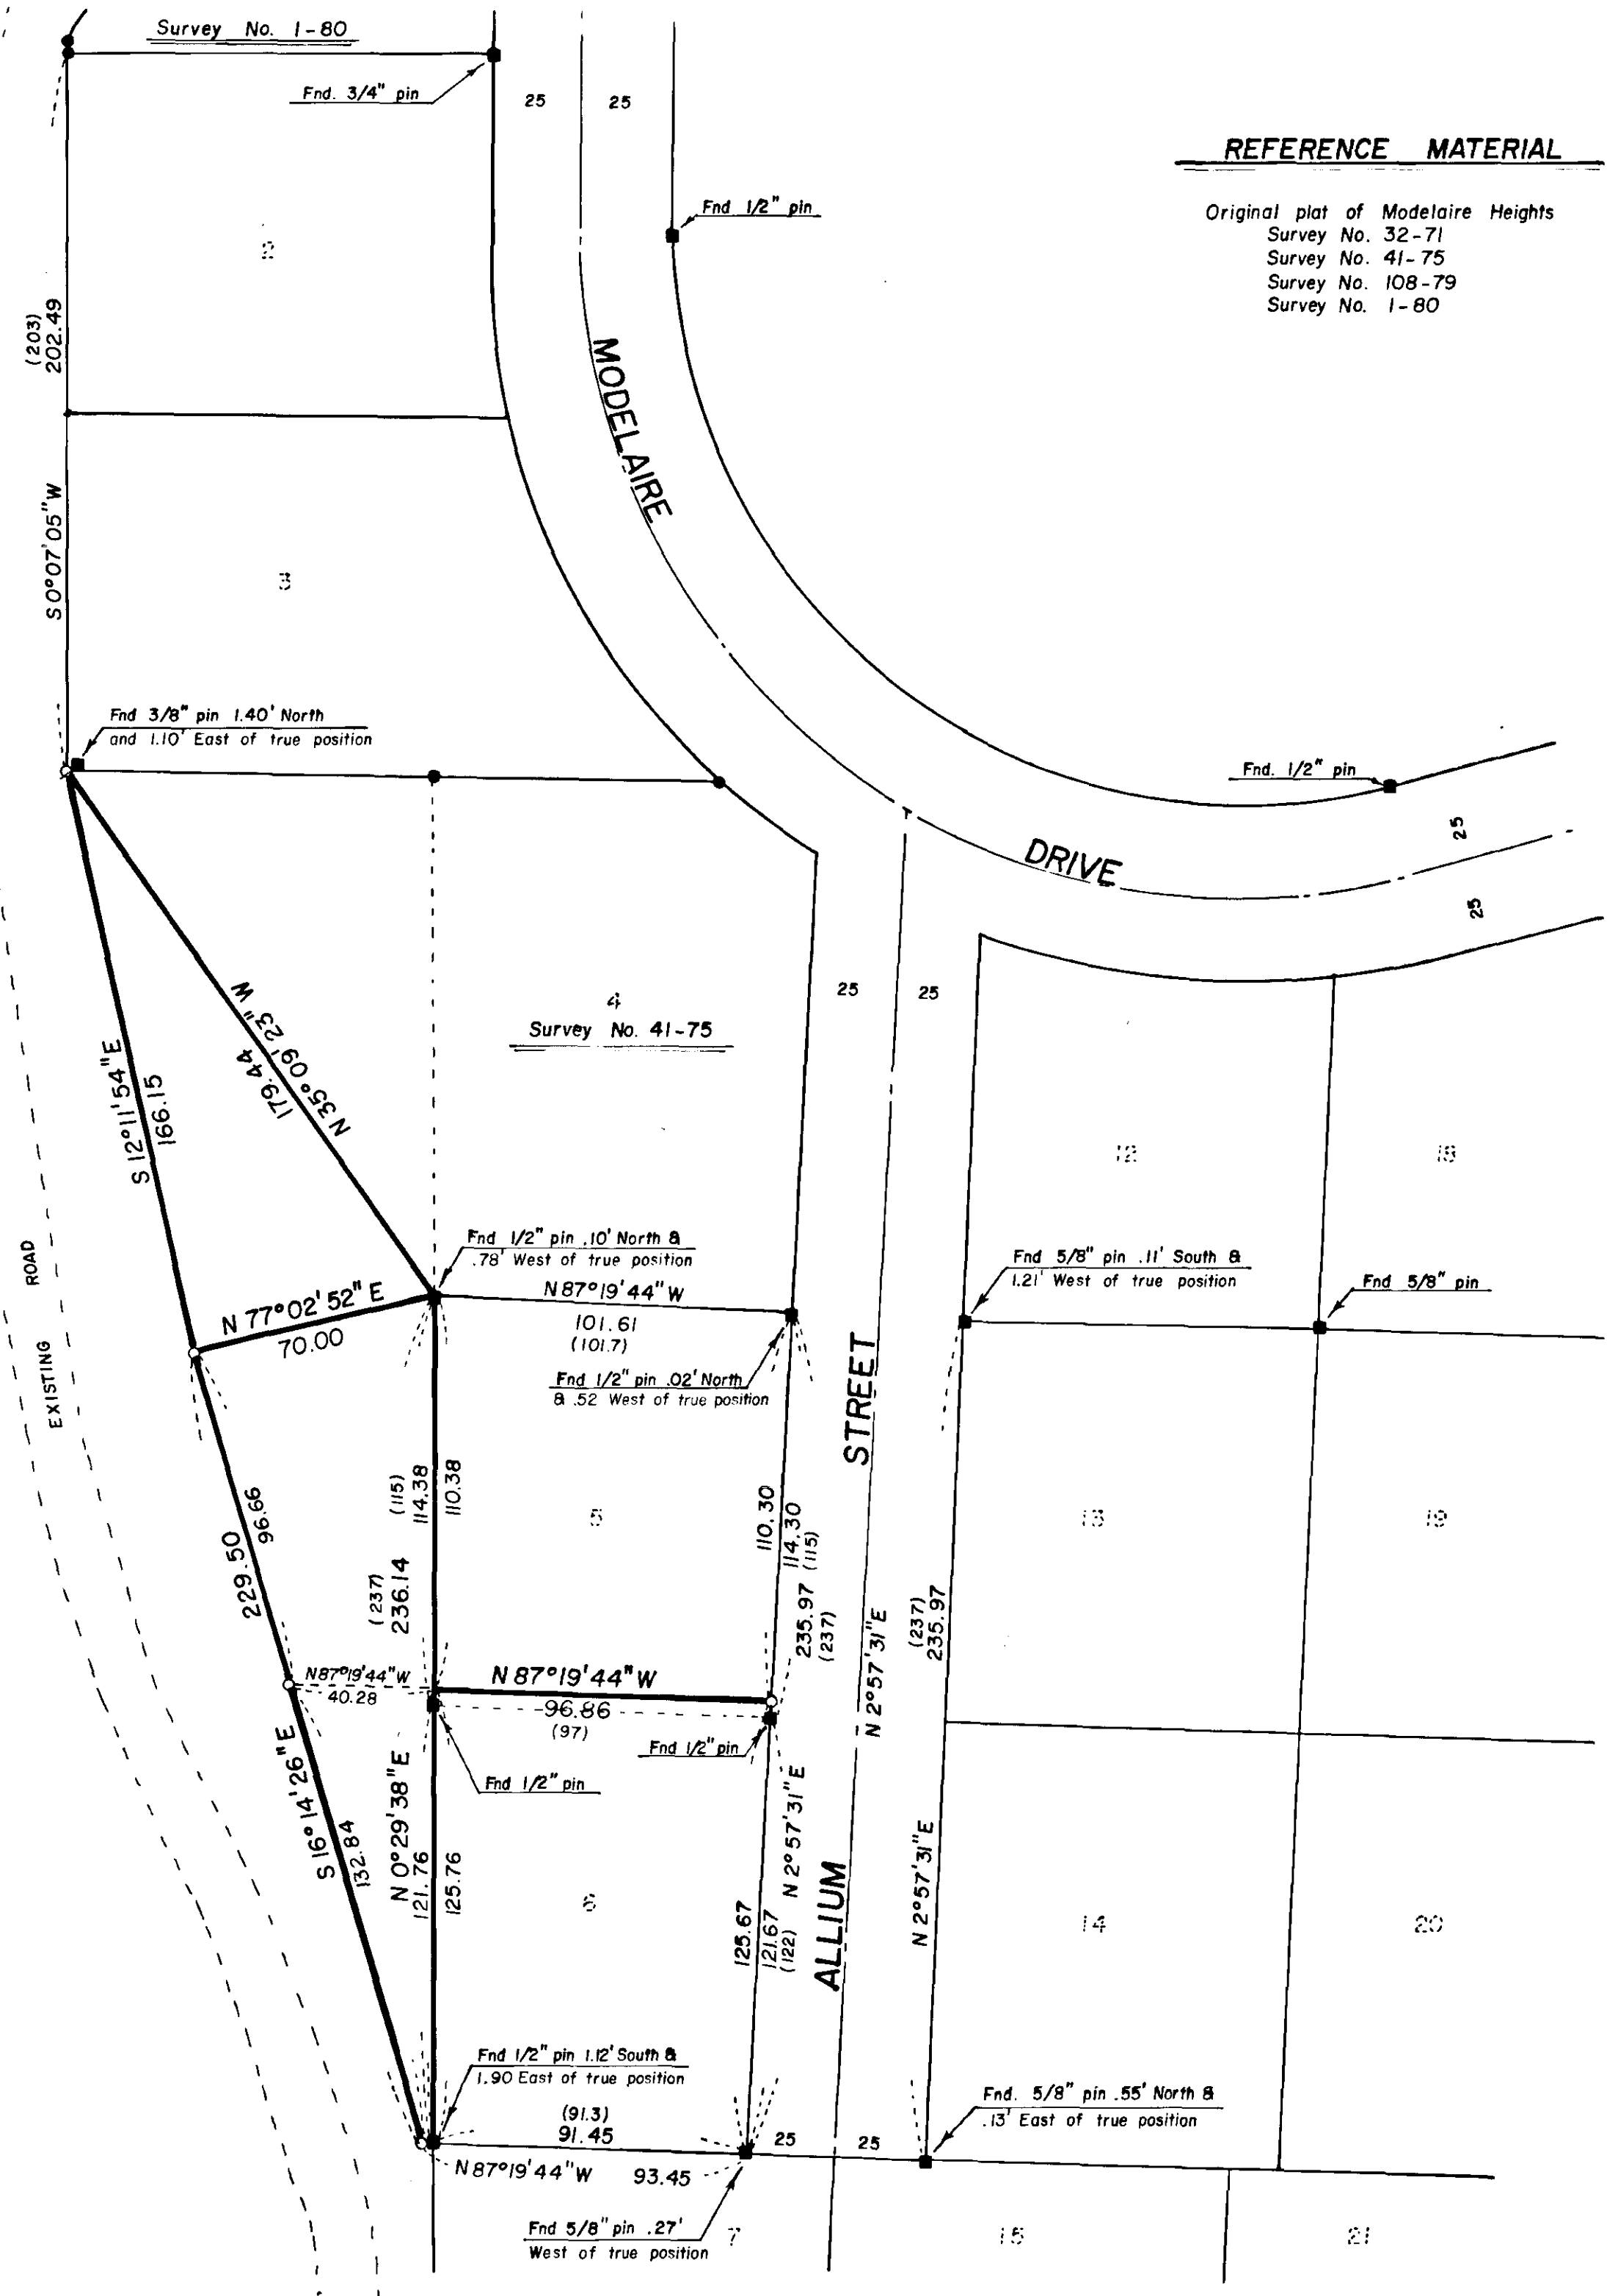 Survey No. 1-80
Fnd. 3/4" pin
25
25
REFERENCE MATERIAL
Fnd 1/2" pin
Original plat of Modelaire Heights
Survey No. 32-71
Survey No. 41-75
Survey No. 108-79
Survey No. 1-80
2
(203)
202.49
MODELAIRE
S 0°07'05"W
3
Fnd 3/8" pin 1.40' North
and 1.10' East of true position
Fnd. 1/2" pin
25
DRIVE
25
4
Survey No. 41-75
25
25
N 35°09'23" W
179.44
S 12°11'54"E
166.15
12
18
Fnd 1/2" pin .10' North &
.78' West of true position
Fnd 5/8" pin .11' South &
1.21' West of true position
Fnd 5/8" pin
EXISTING ROAD
N 77°02'52" E
70.00
N 87°19'44" W
101.61
(101.7)
Fnd 1/2" pin .02' North
& .52 West of true position
STREET
(115)
114.38
110.38
5
110.30
114.30
(115)
13
19
229.50
96.66
(237)
236.14
235.97
(237)
N 2°57'31"E
(237)
235.97
N 87°19'44" W
40.28
N 87°19'44" W
96.86
(97)
Fnd 1/2" pin
Fnd 1/2" pin
S 16°14'26"E
132.84
N 0°29'38"E
121.76
125.76
6
N 2°57'31"E
125.67
121.67
(122)
ALLIUM
N 2°57'31"E
14
20
Fnd 1/2" pin 1.12' South &
1.90 East of true position
Fnd. 5/8" pin .55' North &
.13' East of true position
(91.3)
91.45
25
25
N 87°19'44" W 93.45
Fnd 5/8" pin .27'
West of true position
7
15
21